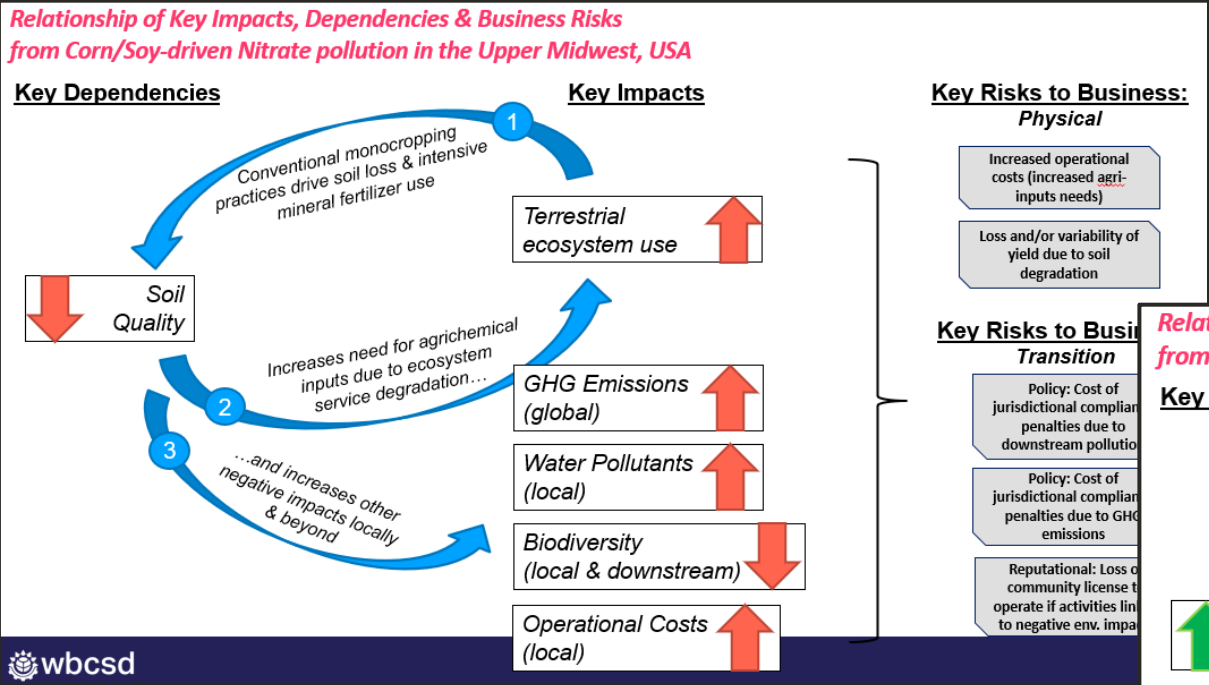 Relationship of Key Impacts, Dependencies & Business Risks
from Corn/Soy-driven Nitrate pollution in the Upper Midwest, USA
Key Dependencies
Key Impacts
Key Risks to Business:
Physical
1
Conventional monocropping
practices drive soil loss & intensive
mineral fertilizer use
Increased operational
costs (increased agri-
inputs needs)
Terrestrial
ecosystem use
Loss and/or variability of
yield due to soil
degradation
Soil
Quality
Increases need for agrichemical
inputs due to ecosystem
service degradation...
2
Key Risks to Busi
Transition
GHG Emissions
(global)
Policy: Cost of
jurisdictional complian
penalties due to
downstream pollutio
3
...and increases other
negative impacts locally
& beyond
Water Pollutants
(local)
Policy: Cost of
jurisdictional complian
penalties due to GHG
emissions
Biodiversity
(local & downstream)
Reputational: Loss o
community license t
operate if activities lin
to negative env. impa
Operational Costs
(local)
Relat
from
Key
wbcsd